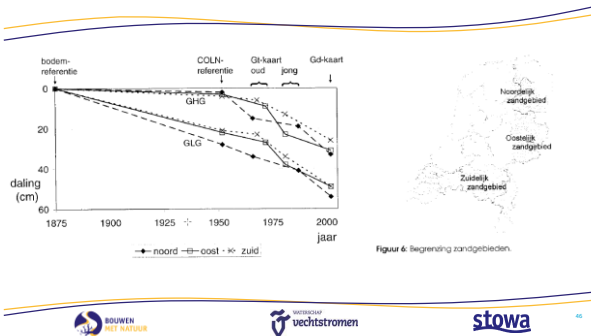 bodem-
referentie
COLN-
referentie
Gt-kaart
oud
jong
Gd-kaart
0
20
40
60
GHG
GLG
daling
(cm)
1875
1900
1925
1950
1975
2000
jaar
noord
oost
zuid
Noordelijk
zandgebied
Oostelijk
zandgebied
Zuidelijk
zandgebied
Figuur 6: Begrenzing zandgebieden.
BOUWEN
MET NATUUR
WATERSCHAP
vechtstromen
stowa